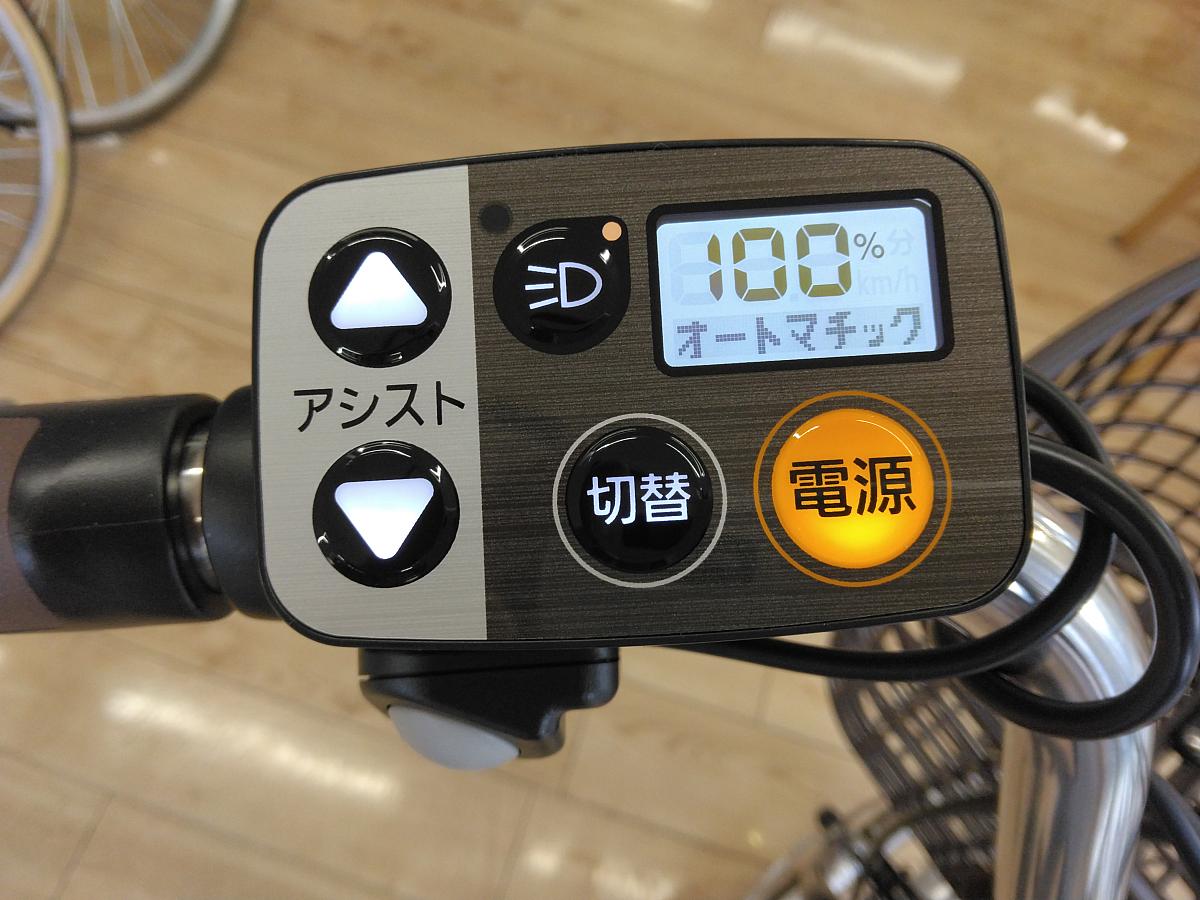 100%
分
km/h
オートマチック
アシスト
切替
電源